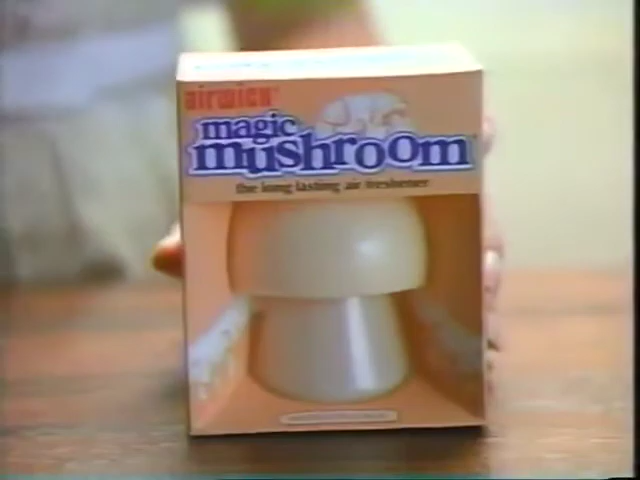 airwick
magic
mushroom
the long lasting air freshener